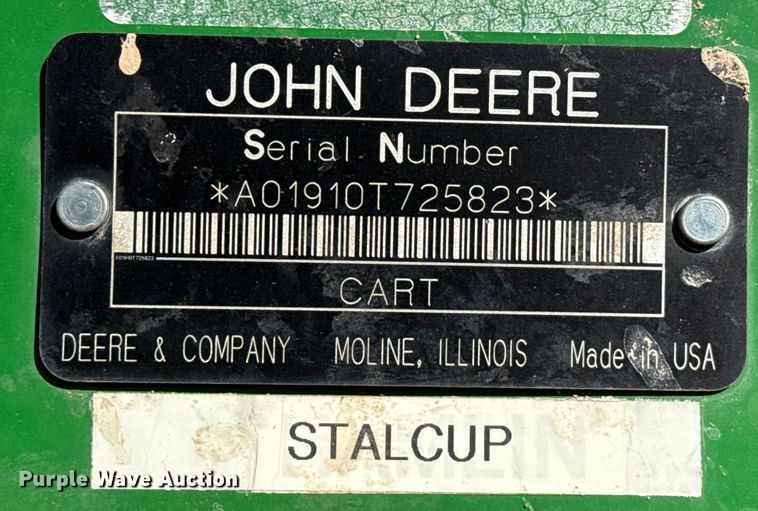 JOHN DEERE
Serial Number
*A01910T725823*
A01910T725823
CART
DEERE & COMPANY MOLINE, ILLINOIS Made in USA
STALCUP
Purple Wave Auction